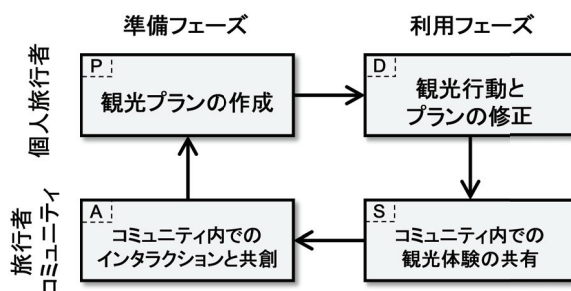 準備フェーズ
利用フェーズ
個人旅行者
P
観光プランの作成
D
観光行動と
プランの修正
旅行者
コミュニティ
A
コミュニティ内での
インタラクションと共創
S
コミュニティ内での
観光体験の共有